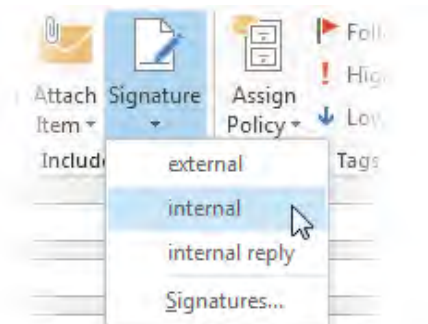 Attach Signature Assign
Item Policy
Include Tags
external
internal
internal reply
Signatures...